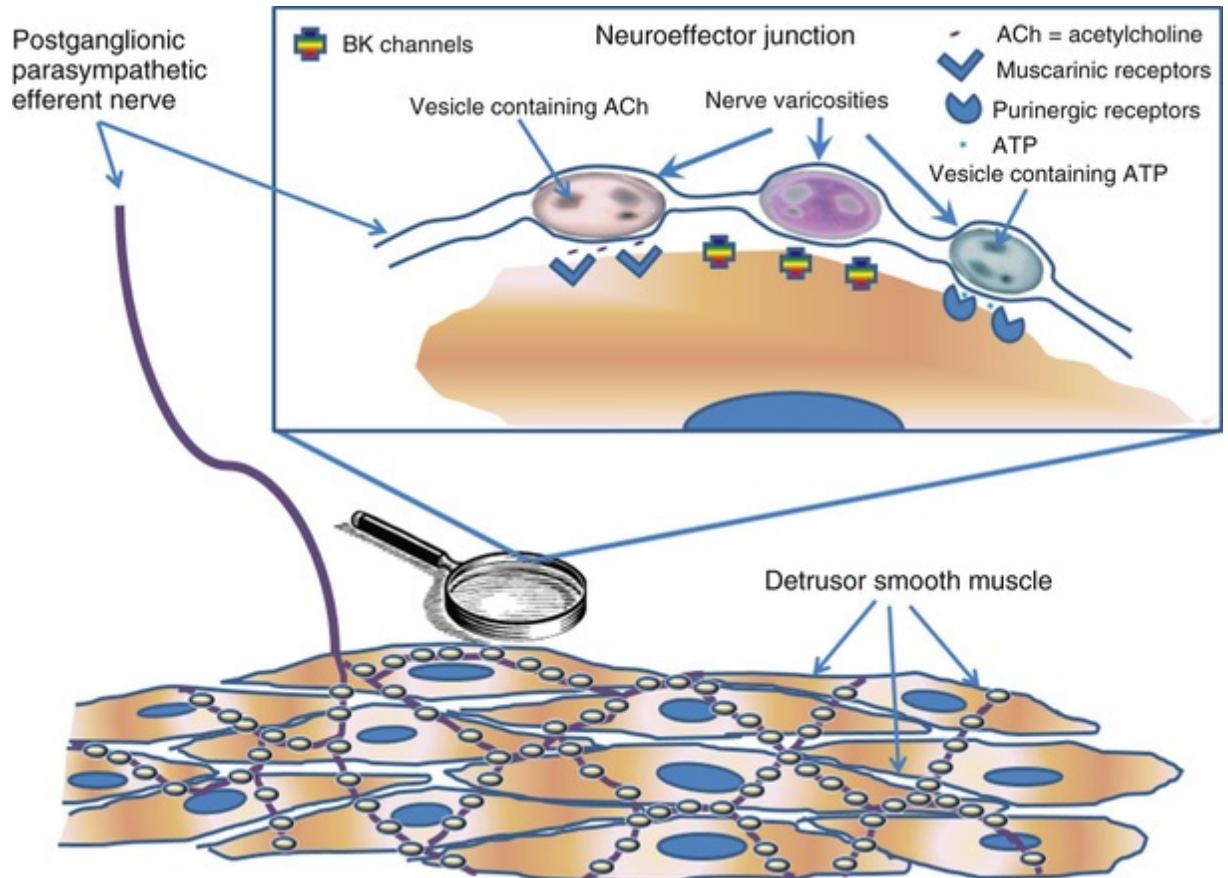 Postganglionic
parasympathetic
efferent nerve
BK channels
Neuroeffector junction
ACh = acetylcholine
Muscarinic receptors
Purinergic receptors
ATP
Vesicle containing ACh
Nerve varicosities
Vesicle containing ATP
Detrusor smooth muscle